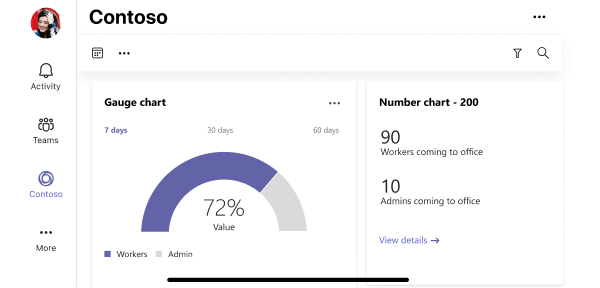 Contoso
Activity
Teams
Contoso
More
Gauge chart
7 days 30 days 60 days
72%
Value
Workers Admin
Number chart - 200
90
Workers coming to office
10
Admins coming to office
View details →